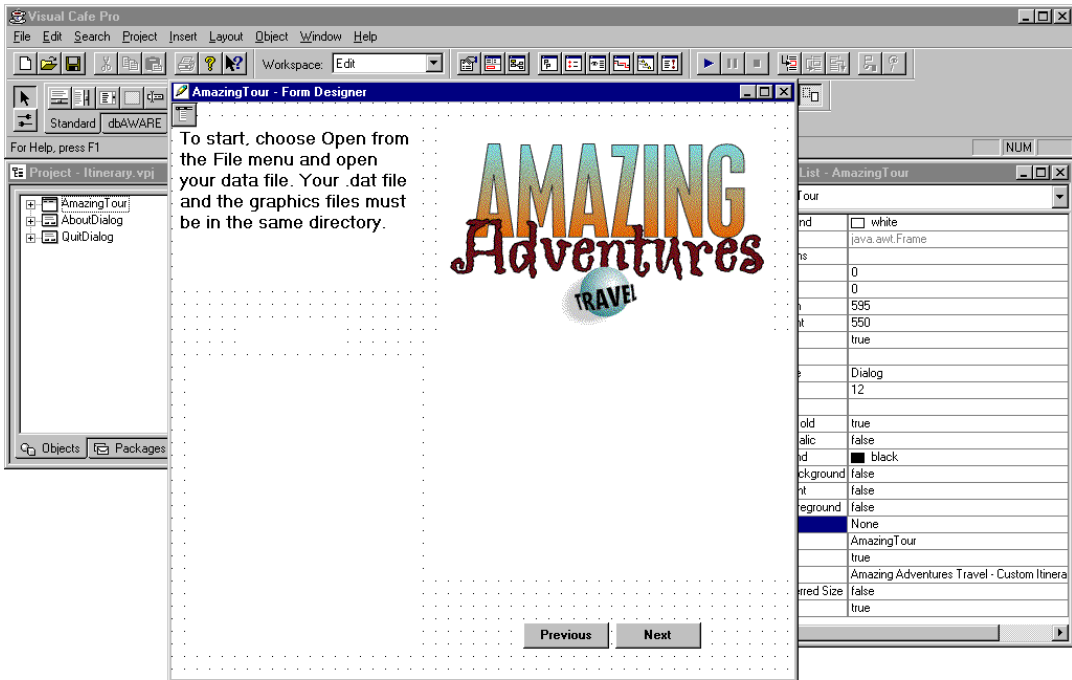 Visual Cafe Pro
File Edit Search Project Insert Layout Object Window Help
Workspace: Edit
Standard dbAWARE
For Help, press F1
NUM
Project - Itinerary.vpj
AmazingTour
AboutDialog
QuitDialog
Objects Packages
AmazingTour - Form Designer
To start, choose Open from
the File menu and open
your data file. Your .dat file
and the graphics files must
be in the same directory.
AMAZING
Adventures
TRAVEL
Previous Next
List - AmazingTour
Tour
nd white
java.awt.Frame
ns
0
0
595
nt 550
true
Dialog
12
old true
alic false
nd black
ckground false
nt false
reground false
None
AmazingTour
true
Amazing Adventures Travel - Custom Itinera
erred Size false
true